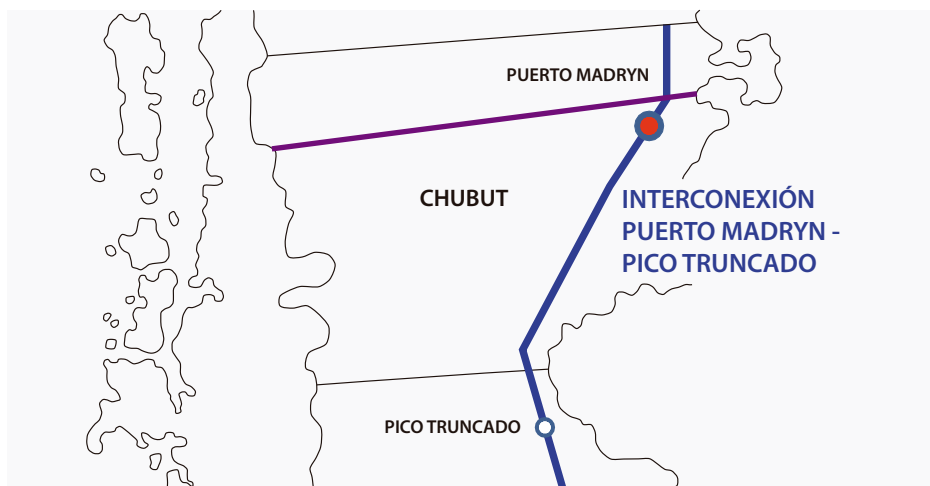 PUERTO MADRYN
CHUBUT
INTERCONEXIÓN
PUERTO MADRYN -
PICO TRUNCADO
PICO TRUNCADO